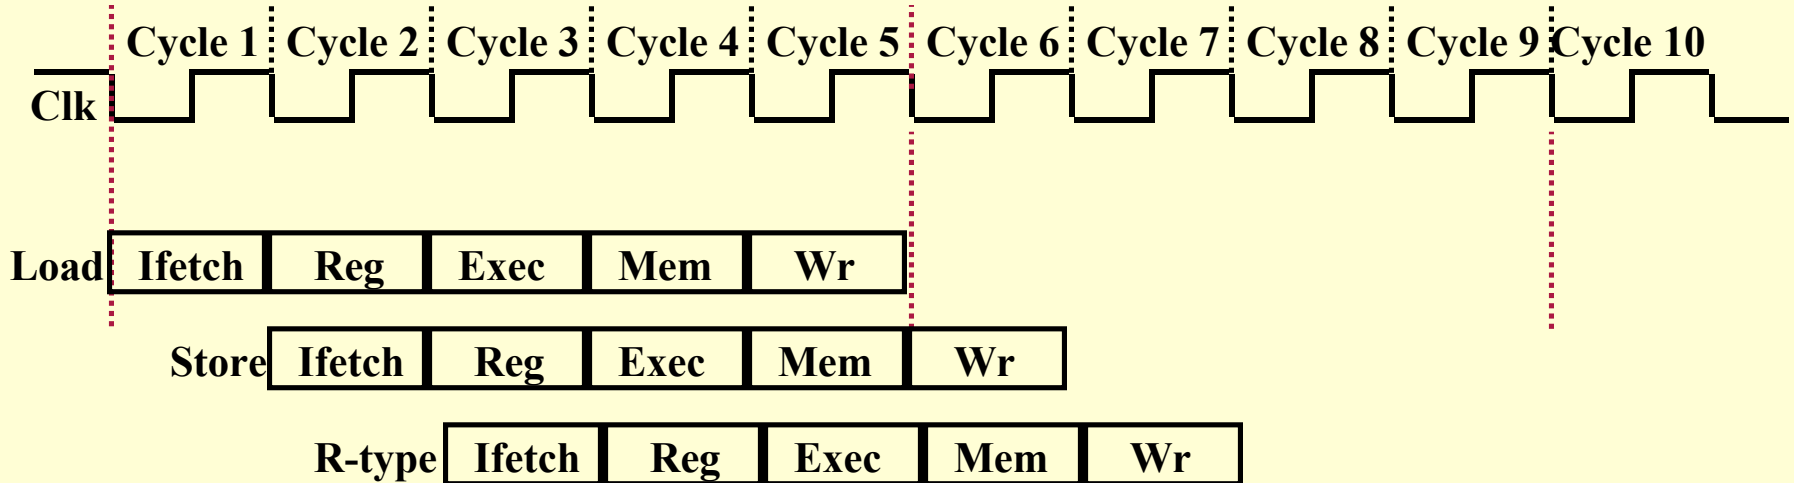 Cycle 1 Cycle 2 Cycle 3 Cycle 4 Cycle 5 Cycle 6 Cycle 7 Cycle 8 Cycle 9 Cycle 10
Clk
Load Ifetch Reg Exec Mem Wr
Store Ifetch Reg Exec Mem Wr
R-type Ifetch Reg Exec Mem Wr